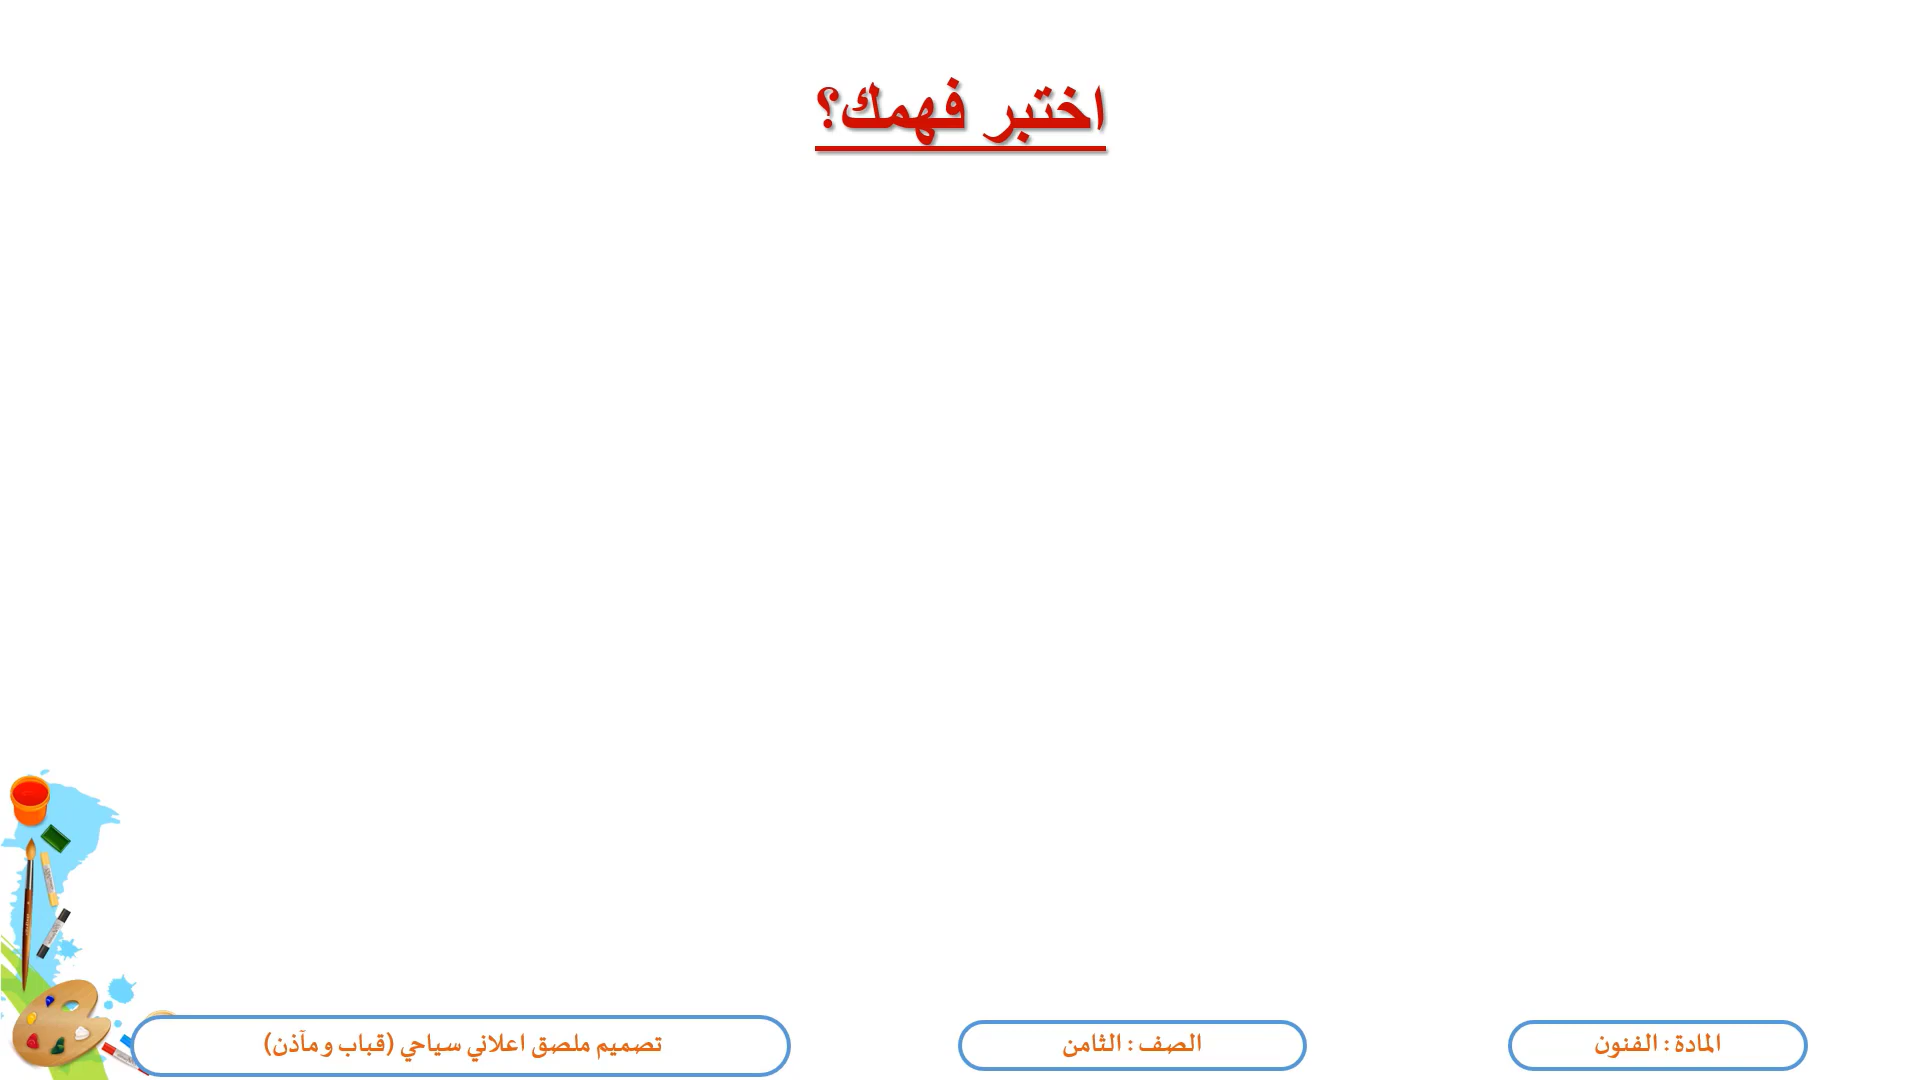 اختبر فهمك؟
المادة : الفنون
الصف : الثامن
تصميم ملصق اعلاني سياحي (قباب و مآذن)